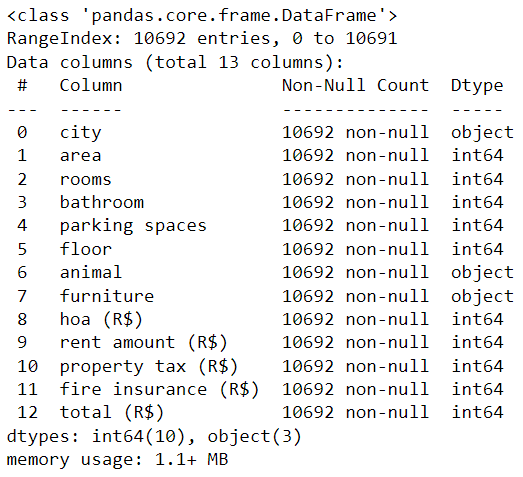 <class 'pandas.core.frame.DataFrame'>
RangeIndex: 10692 entries, 0 to 10691
Data columns (total 13 columns):
 #   Column               Non-Null Count  Dtype
---  ------               --------------  -----
 0   city                 10692 non-null  object
 1   area                 10692 non-null  int64
 2   rooms                10692 non-null  int64
 3   bathroom             10692 non-null  int64
 4   parking spaces       10692 non-null  int64
 5   floor                10692 non-null  int64
 6   animal               10692 non-null  object
 7   furniture            10692 non-null  object
 8   hoa (R$)             10692 non-null  int64
 9   rent amount (R$)     10692 non-null  int64
 10  property tax (R$)    10692 non-null  int64
 11  fire insurance (R$)  10692 non-null  int64
 12  total (R$)           10692 non-null  int64
dtypes: int64(10), object(3)
memory usage: 1.1+ MB